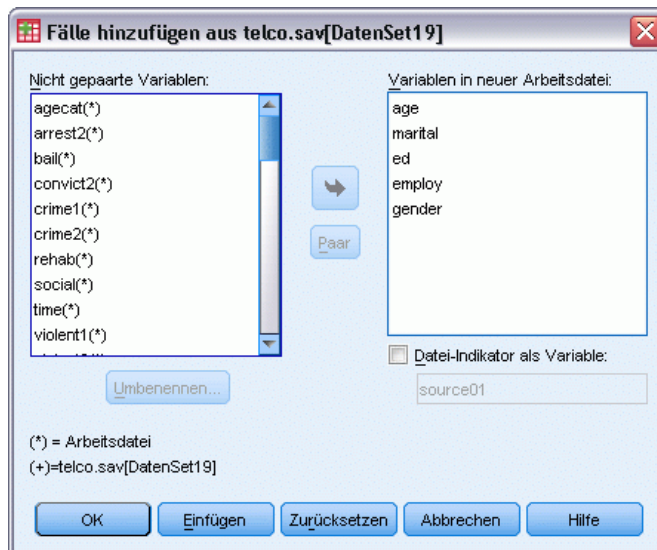 Fälle hinzufügen aus telco.sav[DatenSet19]
Nicht gepaarte Variablen:
agecat(*)
arrest2(*)
bail(*)
convict2(*)
crime1(*)
crime2(*)
rehab(*)
social(*)
time(*)
violent1(*)
Umbenennen...
Paar
Variablen in neuer Arbeitsdatei:
age
marital
ed
employ
gender
Datei-Indikator als Variable:
source01
(*) = Arbeitsdatei
(+)=telco.sav[DatenSet19]
OK Einfügen Zurücksetzen Abbrechen Hilfe